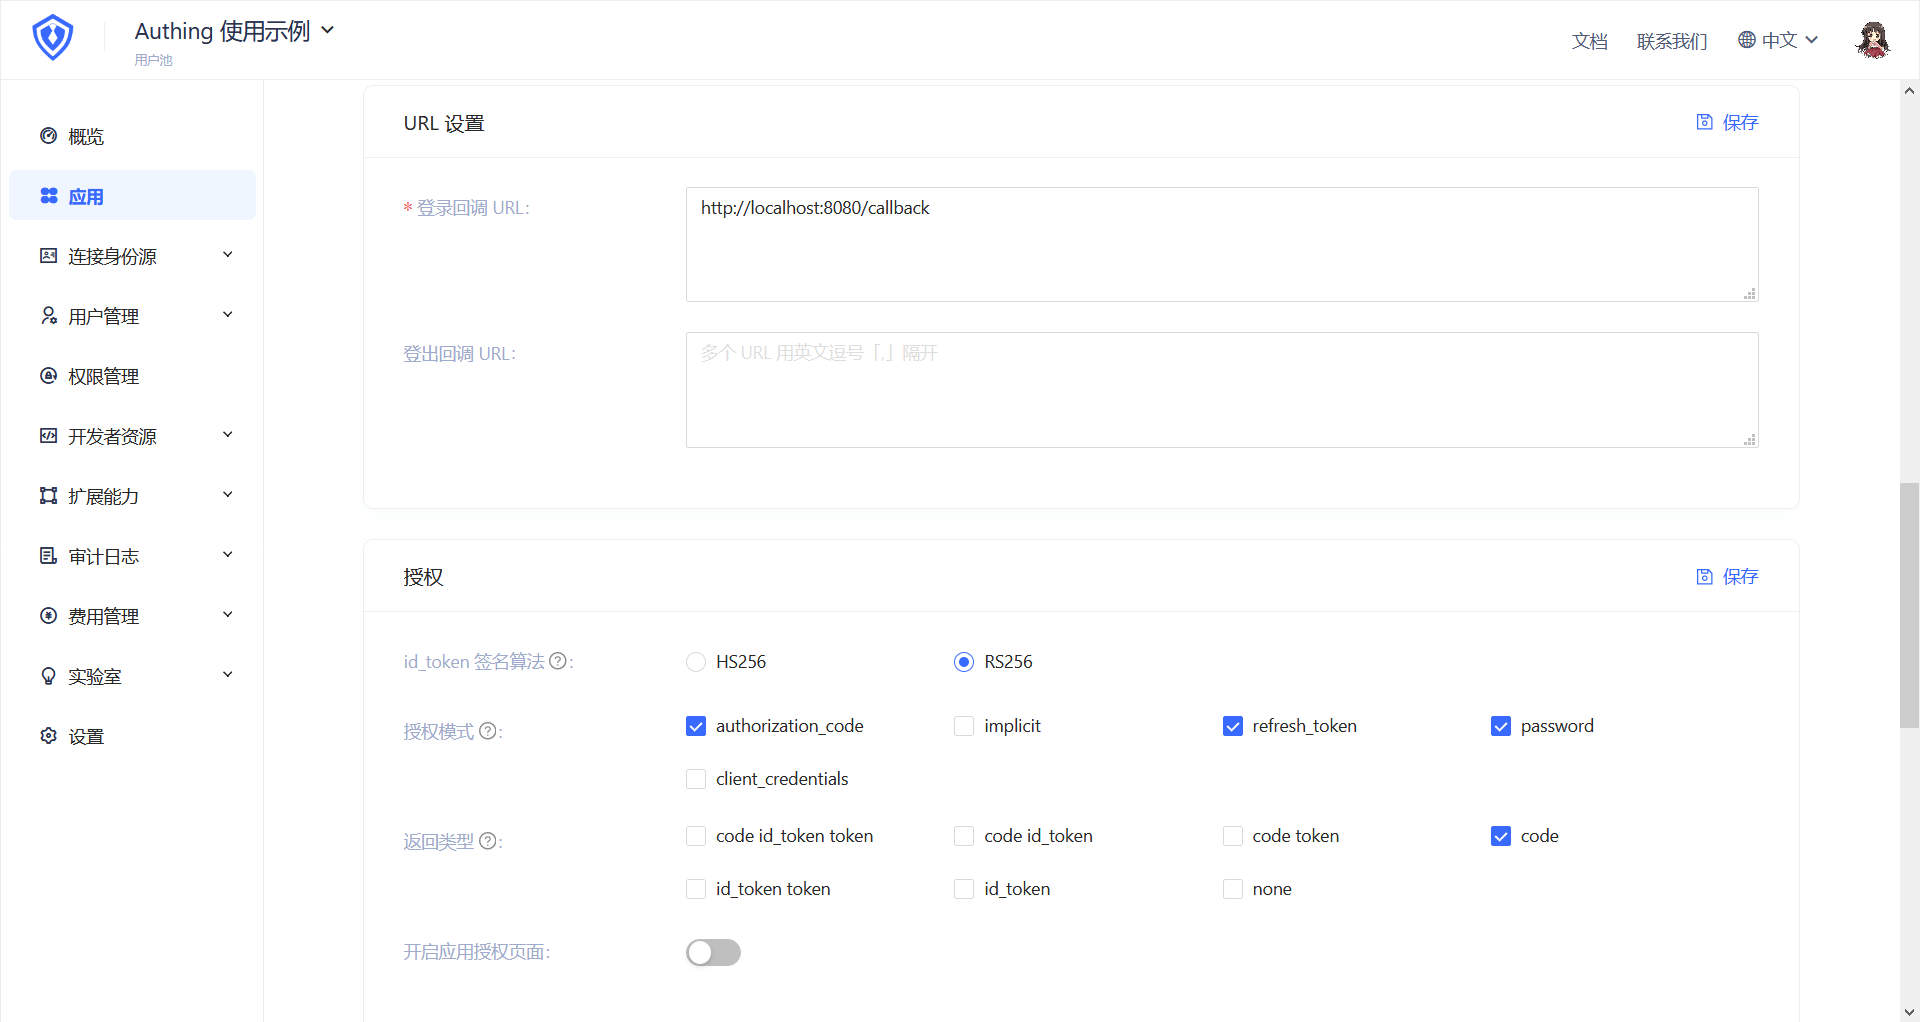 Authing 使用示例
用户池
文档
联系我们
中文
概览
应用
连接身份源
用户管理
权限管理
开发者资源
扩展能力
审计日志
费用管理
实验室
设置
URL 设置
保存
* 登录回调 URL:
http://localhost:8080/callback
登出回调 URL:
多个 URL 用英文逗号「,」隔开
授权
保存
id_token 签名算法 ? :
HS256
RS256
授权模式 ? :
authorization_code
implicit
refresh_token
password
client_credentials
返回类型 ? :
code id_token token
code id_token
code token
code
id_token token
id_token
none
开启应用授权页面: